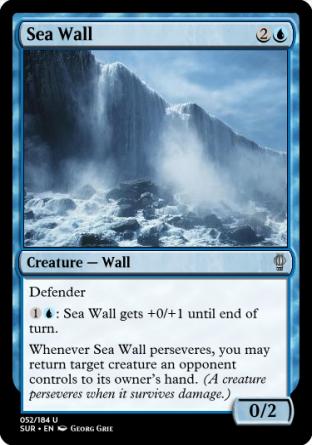 Sea Wall 2
Creature — Wall
Defender
1: Sea Wall gets +0/+1 until end of
turn.
Whenever Sea Wall perseveres, you may
return target creature an opponent
controls to its owner's hand. (A creature
perseveres when it survives damage.)
052/184 U
SUR • EN Georg Grie
0/2